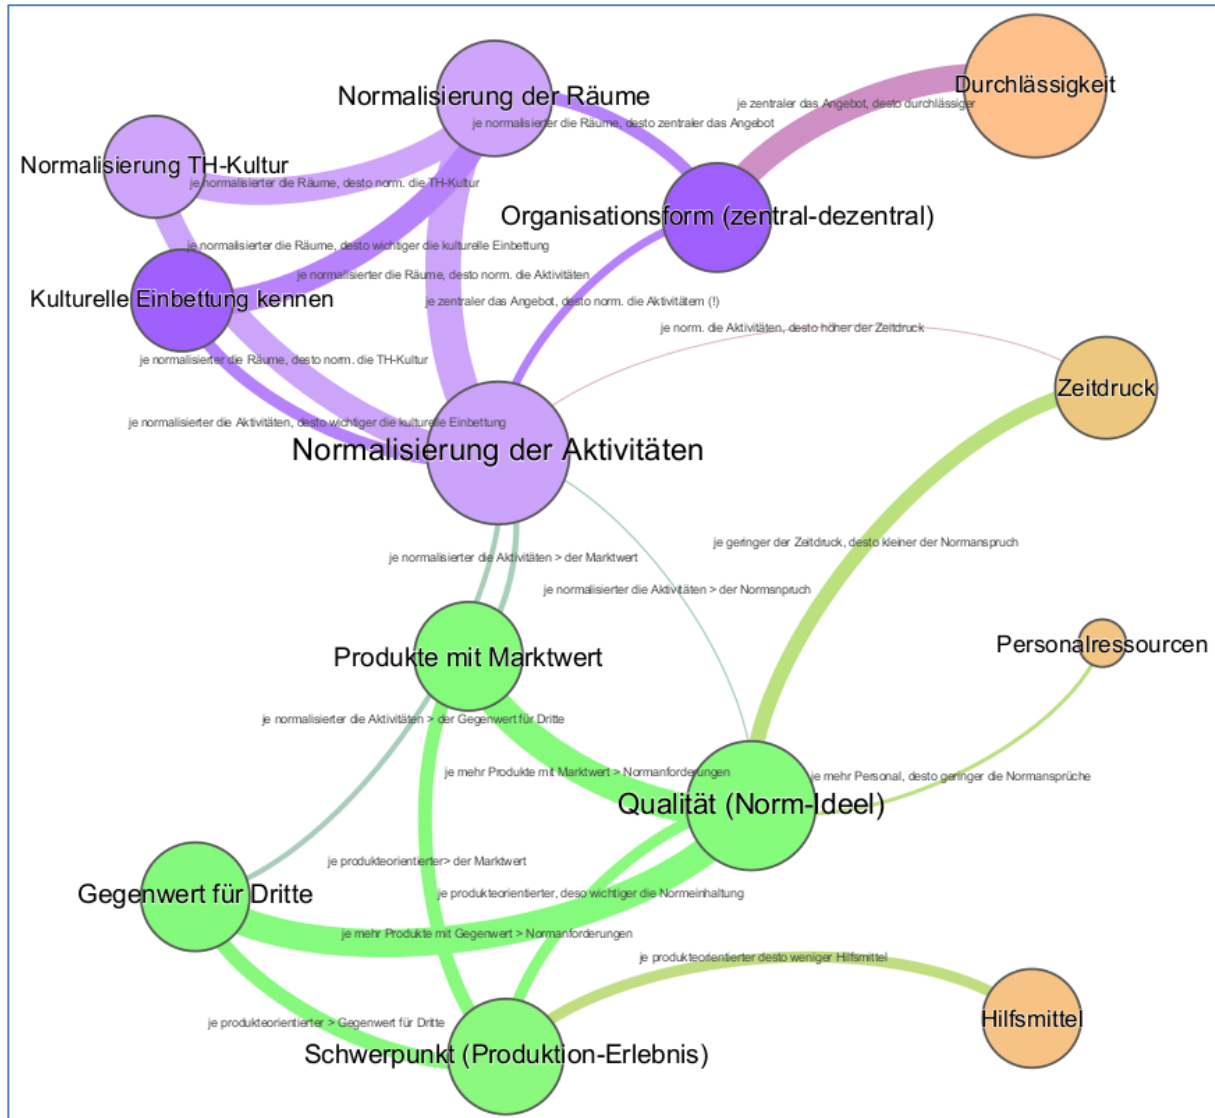 Durchlässigkeit
Normalisierung der Räume
je zentraler das Angebot, desto durchlässiger
je normalisierter die Räume, desto zentraler das Angebot
Normalisierung TH-Kultur
je normalisierter die Räume, desto norm. die TH-Kultur
Organisationsform (zentral-dezentral)
je normalisierter die Räume, desto wichtiger die kulturelle Einbettung
je normalisierter die Räume, desto norm. die Aktivitäten
Kulturelle Einbettung kennen
je zentraler das Angebot, desto norm. die Aktivitätem (!)
je norm. die Aktivitäten, desto höher der Zeitdruck
je normalisierter die Räume, desto norm. die TH-Kultur
Zeitdruck
je normalisierter die Aktivitäten, desto wichtiger die kulturelle Einbettung
Normalisierung der Aktivitäten
je geringer der Zeitdruck, desto kleiner der Normanspruch
je normalisierter die Aktivitäten > der Marktwert
je normalisierter die Aktivitäten > der Normsnpruch
Personalressourcen
Produkte mit Marktwert
je normalisierter die Aktivitäten > der Gegenwert für Dritte
je mehr Produkte mit Marktwert > Normanforderungen
je mehr Personal, desto geringer die Normansprüche
Qualität (Norm-Ideel)
je produkteorientierter> der Marktwert
Gegenwert für Dritte
je produkteorientierter, deso wichtiger die Normeinhaltung
je mehr Produkte mit Gegenwert > Normanforderungen
je produkteorientierter desto weniger Hilfsmittel
je produkteorientierter > Gegenwert für Dritte
Hilfsmittel
Schwerpunkt (Produktion-Erlebnis)